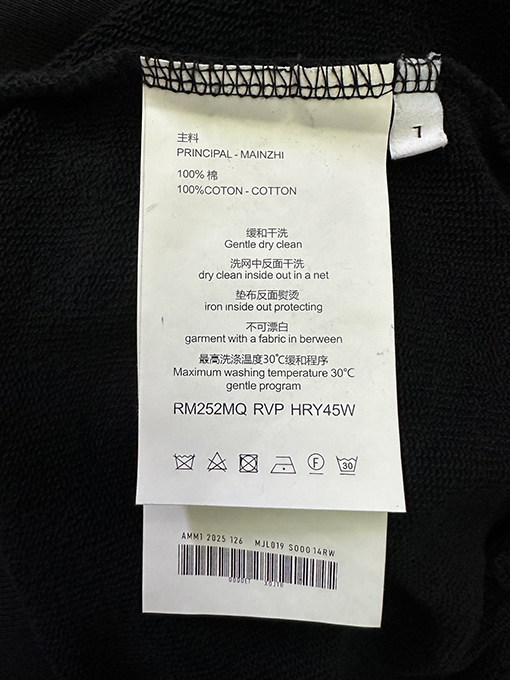 主料
PRINCIPAL - MAINZHI
100% 棉
100%COTON - COTTON
缓和干洗
Gentle dry clean
洗网中反面干洗
dry clean inside out in a net
垫布反面熨烫
iron inside out protecting
不可漂白
garment with a fabric in berween
最高洗涤温度30℃缓和程序
Maximum washing temperature 30℃
gentle program
RM252MQ RVP HRY45W
F
30
AMM1 2025 126 MJL019 SOOO14RW